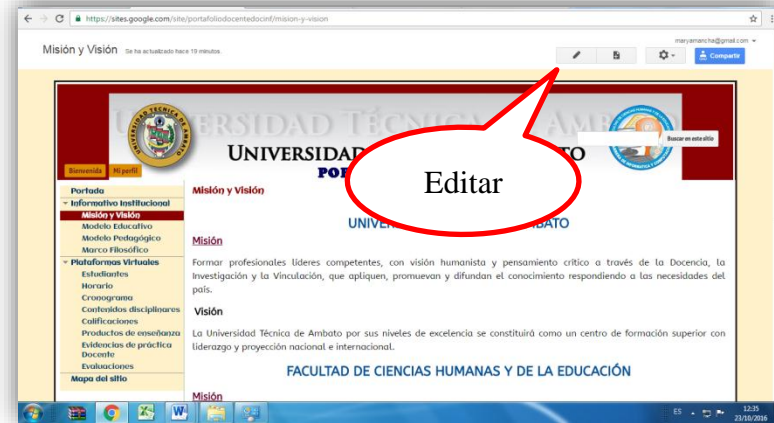 https://sites.google.com/site/portafoliodocentedocinf/mision-y-vision
maryamancha@gmail.com
Misión y Visión Se ha actualizado hace 19 minutos.
Compartir
UNIVERSIDAD TÉCNICA
UNIVERSIDAD
Buscar en este sitio
Bienvenida Mi perfil
Editar
Portada
Informativo Institucional
Misión y Visión
Modelo Educativo
Modelo Pedagógico
Marco Filosófico
Plataformas Virtuales
Estudiantes
Horario
Cronograma
Contenidos disciplinares
Calificaciones
Productos de enseñanza
Evidencias de práctica
Docente
Evaluaciones
Mapa del sitio
Misión y Visión
Misión
Formar profesionales líderes competentes, con visión humanista y pensamiento crítico a través de la Docencia, la
Investigación y la Vinculación, que apliquen, promuevan y difundan el conocimiento respondiendo a las necesidades del
país.
Visión
La Universidad Técnica de Ambato por sus niveles de excelencia se constituirá como un centro de formación superior con
liderazgo y proyección nacional e internacional.
FACULTAD DE CIENCIAS HUMANAS Y DE LA EDUCACIÓN
Misión
ES
12:35
23/10/2016